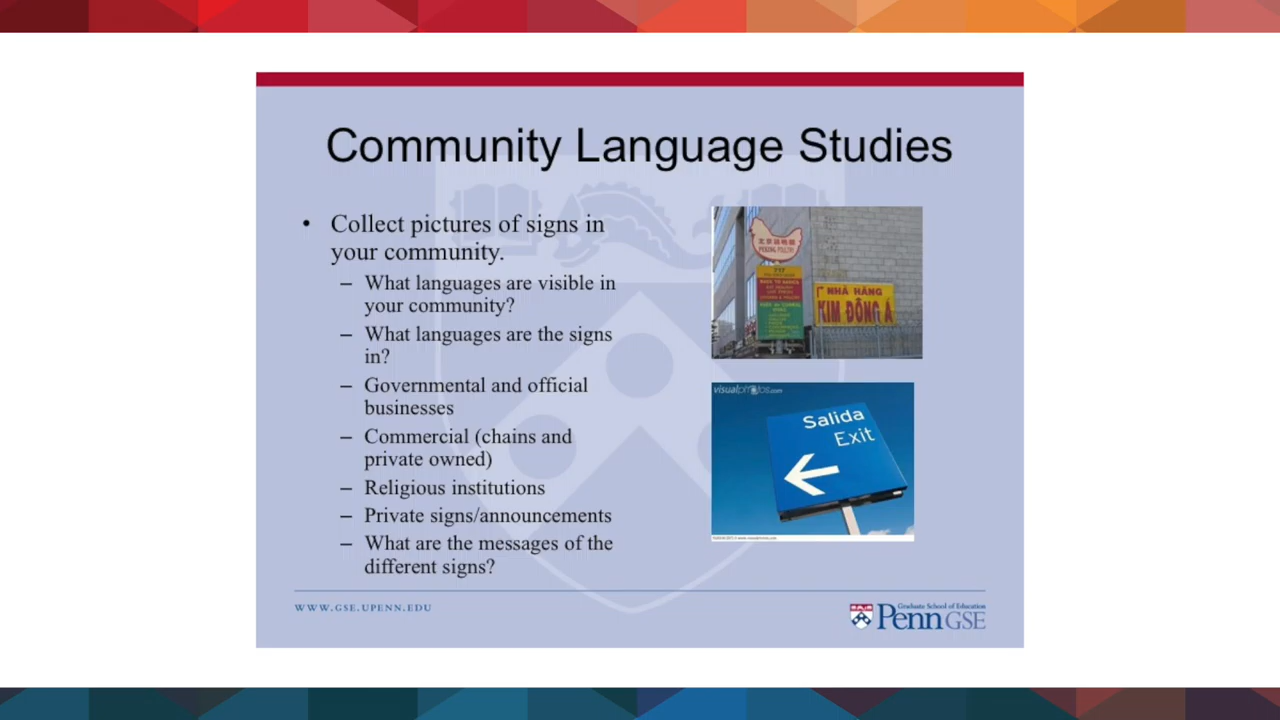 Community Language Studies
• Collect pictures of signs in
your community.
– What languages are visible in
your community?
– What languages are the signs
in?
– Governmental and official
businesses
– Commercial (chains and
private owned)
– Religious institutions
– Private signs/announcements
– What are the messages of the
different signs?
PEKING POULTRY
717
NHÀ HÀNG
KIM ĐÔNG Á
visualphotos.com
Salida
Exit
WWW.GSE.UPENN.EDU
Graduate School of Education
Penn GSE